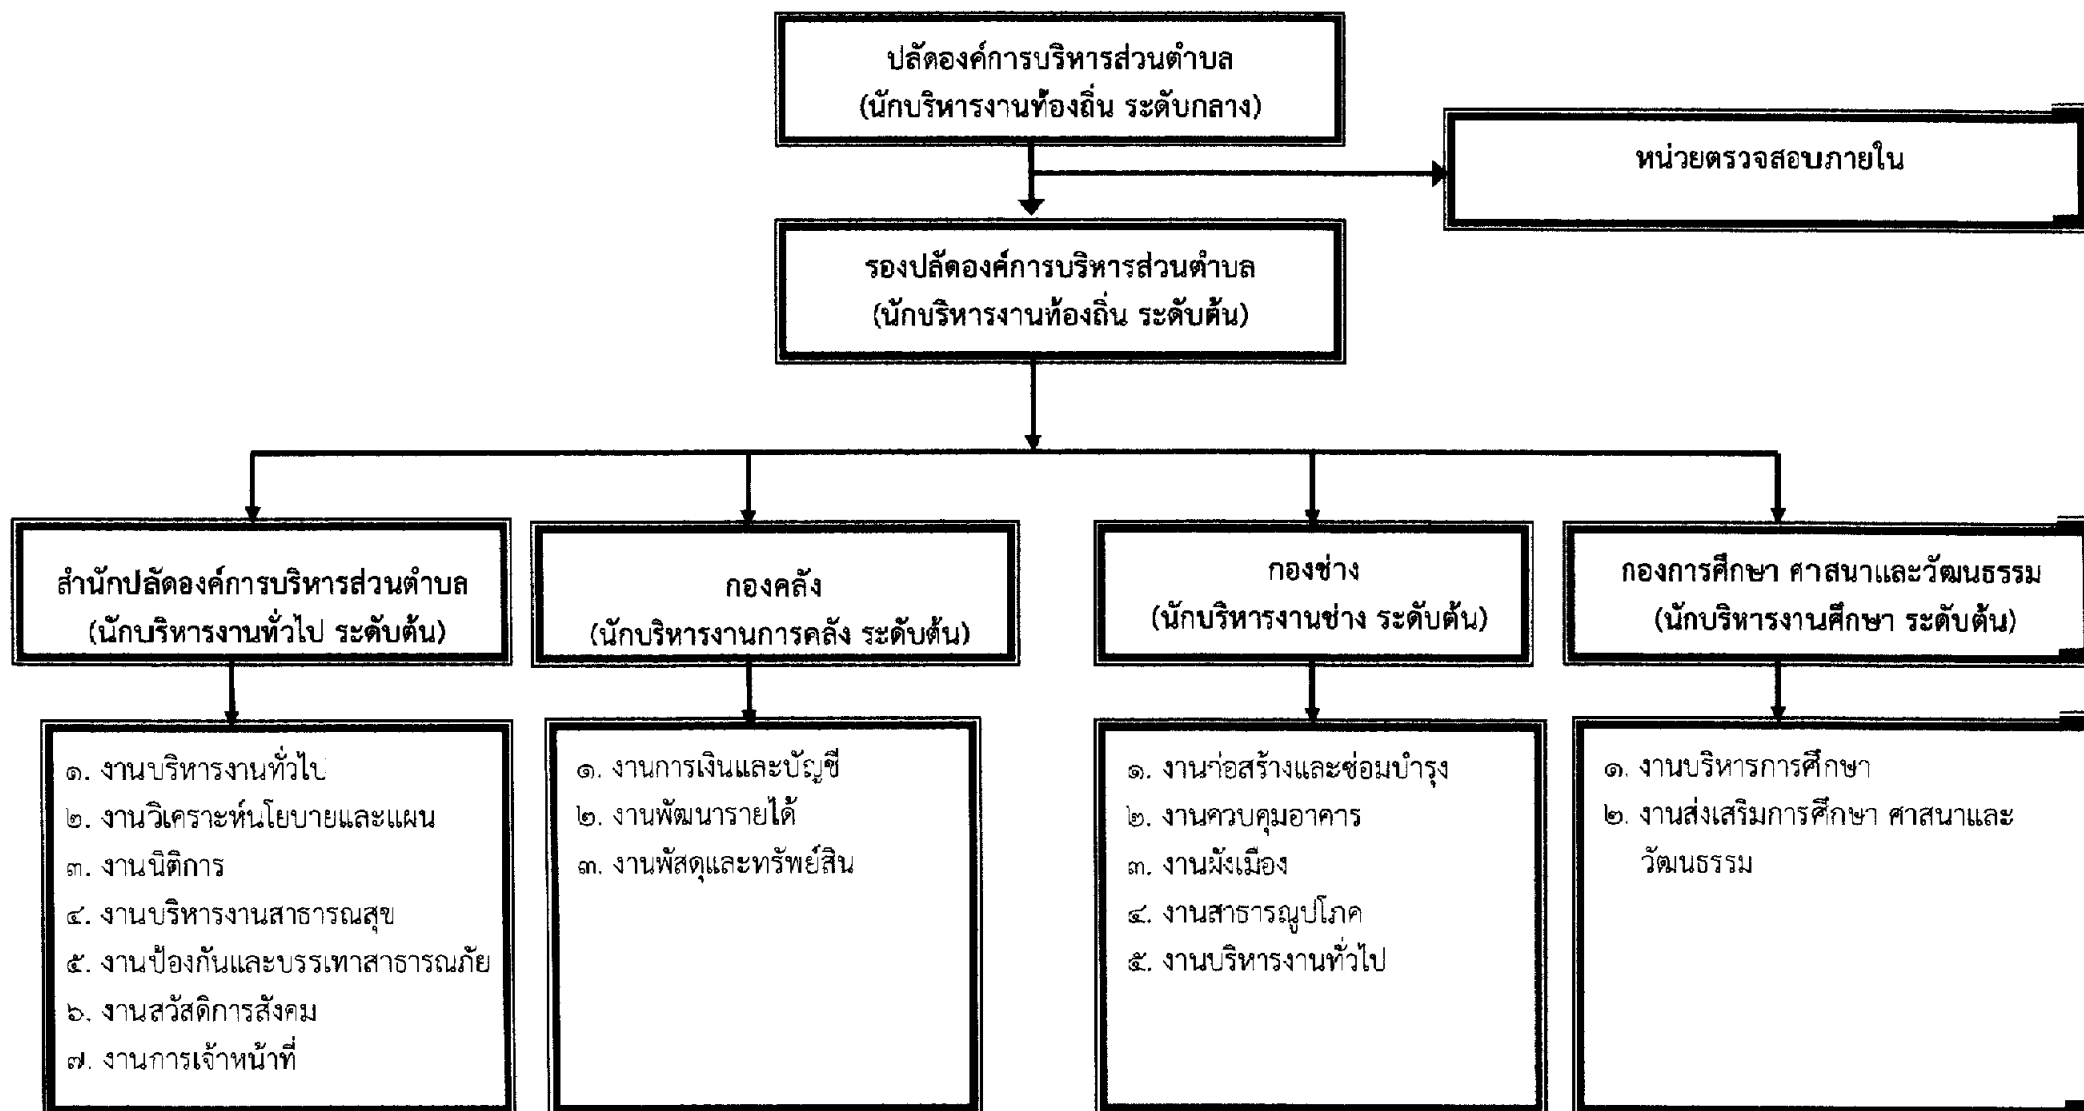 ปลัดองค์การบริหารส่วนตำบล
(นักบริหารงานท้องถิ่น ระดับกลาง)
หน่วยตรวจสอบภายใน
รองปลัดองค์การบริหารส่วนตำบล
(นักบริหารงานท้องถิ่น ระดับต้น)
สำนักปลัดองค์การบริหารส่วนตำบล
(นักบริหารงานทั่วไป ระดับต้น)
กองคลัง
(นักบริหารงานการคลัง ระดับต้น)
กองช่าง
(นักบริหารงานช่าง ระดับต้น)
กองการศึกษา ศาสนาและวัฒนธรรม
(นักบริหารงานศึกษา ระดับต้น)
๑. งานบริหารงานทั่วไป
๒. งานวิเคราะห์นโยบายและแผน
๓. งานนิติการ
๔. งานบริหารงานสาธารณสุข
๕. งานป้องกันและบรรเทาสาธารณภัย
๖. งานสวัสดิการสังคม
๗. งานการเจ้าหน้าที่
๑. งานการเงินและบัญชี
๒. งานพัฒนารายได้
๓. งานพัสดุและทรัพย์สิน
๑. งานก่อสร้างและซ่อมบำรุง
๒. งานควบคุมอาคาร
๓. งานผังเมือง
๔. งานสาธารณูปโภค
๕. งานบริหารงานทั่วไป
๑. งานบริหารการศึกษา
๒. งานส่งเสริมการศึกษา ศาสนาและ
วัฒนธรรม